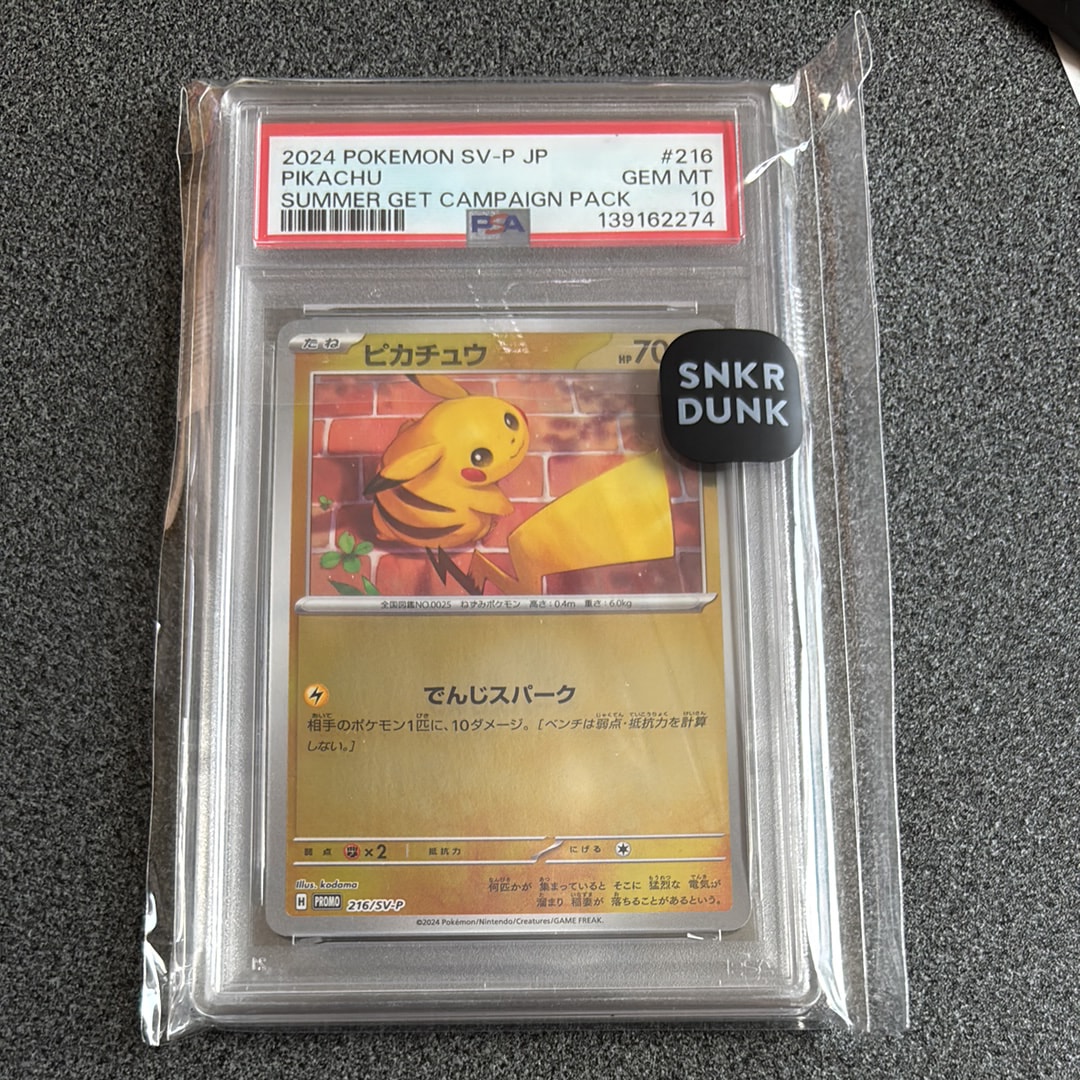 2024 POKEMON SV-P JP #216
PIKACHU GEM MT
SUMMER GET CAMPAIGN PACK 10
PSA 139162274
たね ピカチュウ HP 70
SNKR
DUNK
全国図鑑NO.0025 ねずみポケモン 高さ:0.4m 重さ:6.0kg
でんじスパーク
相手のポケモン1匹に、10ダメージ。[ベンチは弱点・抵抗力を計算
しない。]
弱点 ×2 抵抗力 にげる
Illus. kodama
何匹かが 集まっていると そこに 猛烈な 電気が
溜まり 稲妻が 落ちることがあるという。
H PROMO 216/SV-P
©2024 Pokémon/Nintendo/Creatures/GAME FREAK.